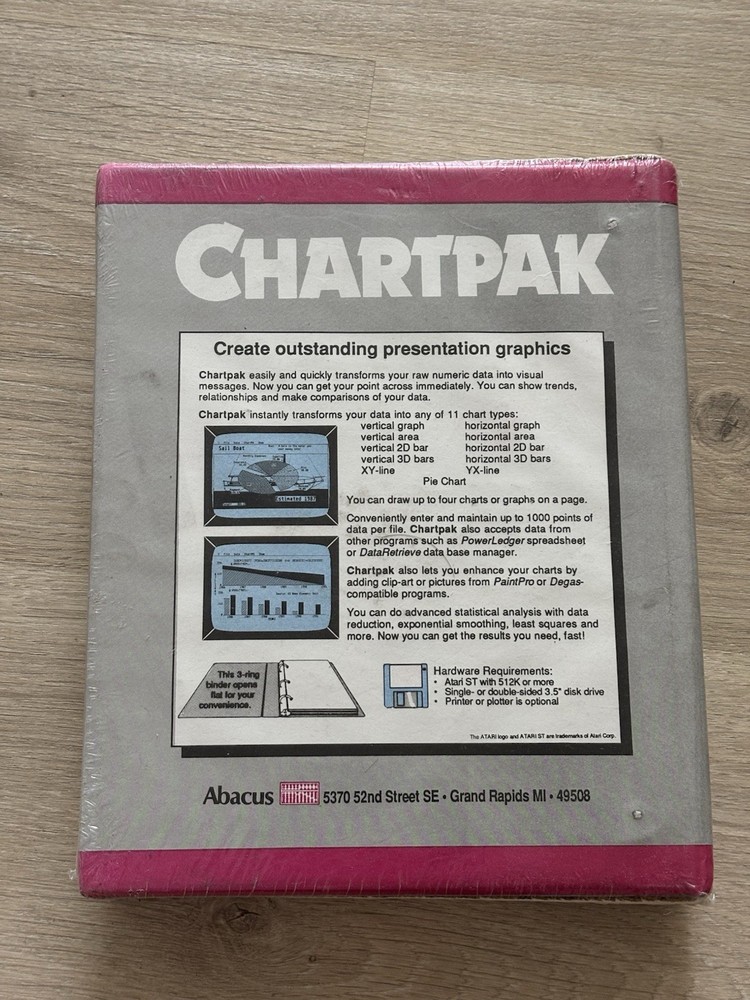 CHARTPAK
Create outstanding presentation graphics
Chartpak easily and quickly transforms your raw numeric data into visual
messages. Now you can get your point across immediately. You can show trends,
relationships and make comparisons of your data.
Chartpak instantly transforms your data into any of 11 chart types:
vertical graph horizontal graph
vertical area horizontal area
vertical 2D bar horizontal 2D bar
vertical 3D bars horizontal 3D bars
XY-line YX-line
Pie Chart
Sail Boat
Estimated 1987
You can draw up to four charts or graphs on a page.
Conveniently enter and maintain up to 1000 points of
data per file. Chartpak also accepts data from
other programs such as PowerLedger spreadsheet
or DataRetrieve data base manager.
Chartpak also lets you enhance your charts by
adding clip-art or pictures from PaintPro or Degas-
compatible programs.
You can do advanced statistical analysis with data
reduction, exponential smoothing, least squares and
more. Now you can get the results you need, fast!
This 3-ring
binder opens
flat for your
convenience.
Hardware Requirements:
• Atari ST with 512K or more
• Single- or double-sided 3.5" disk drive
• Printer or plotter is optional
The ATARI logo and ATARI ST are trademarks of Atari Corp.
Abacus 5370 52nd Street SE • Grand Rapids MI • 49508